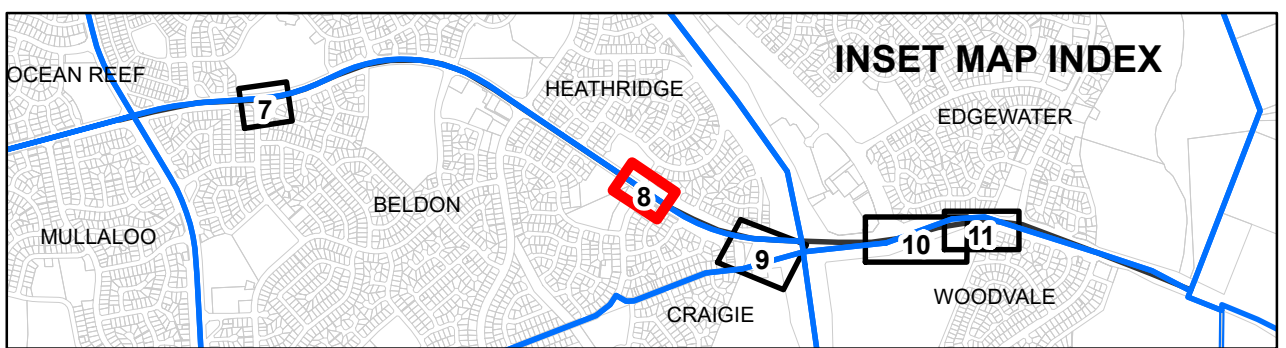 INSET MAP INDEX
OCEAN REEF
HEATHRIDGE
7
EDGEWATER
8
BELDON
MULLALOO
10
11
9
WOODVALE
CRAIGIE